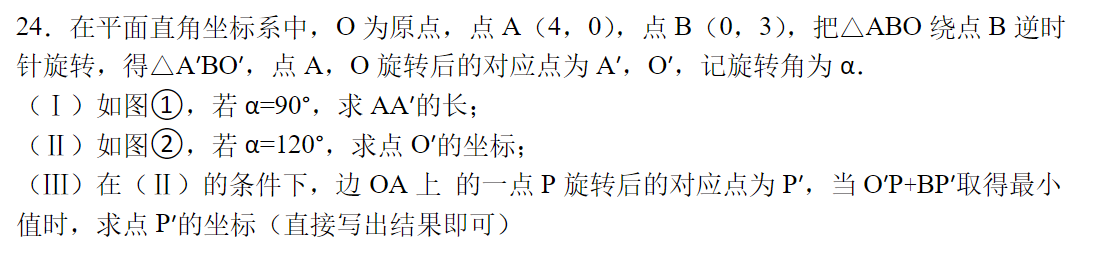 24．在平面直角坐标系中，O 为原点，点 A（4，0），点 B（0，3），把△ABO 绕点 B 逆时
针旋转，得△A′BO′，点 A，O 旋转后的对应点为 A′，O′，记旋转角为 α．
（Ⅰ）如图①，若 α=90°，求 AA′的长；
（Ⅱ）如图②，若 α=120°，求点 O′的坐标；
（III）在（Ⅱ）的条件下，边 OA 上 的一点 P 旋转后的对应点为 P′，当 O′P+BP′取得最小
值时，求点 P′的坐标（直接写出结果即可）